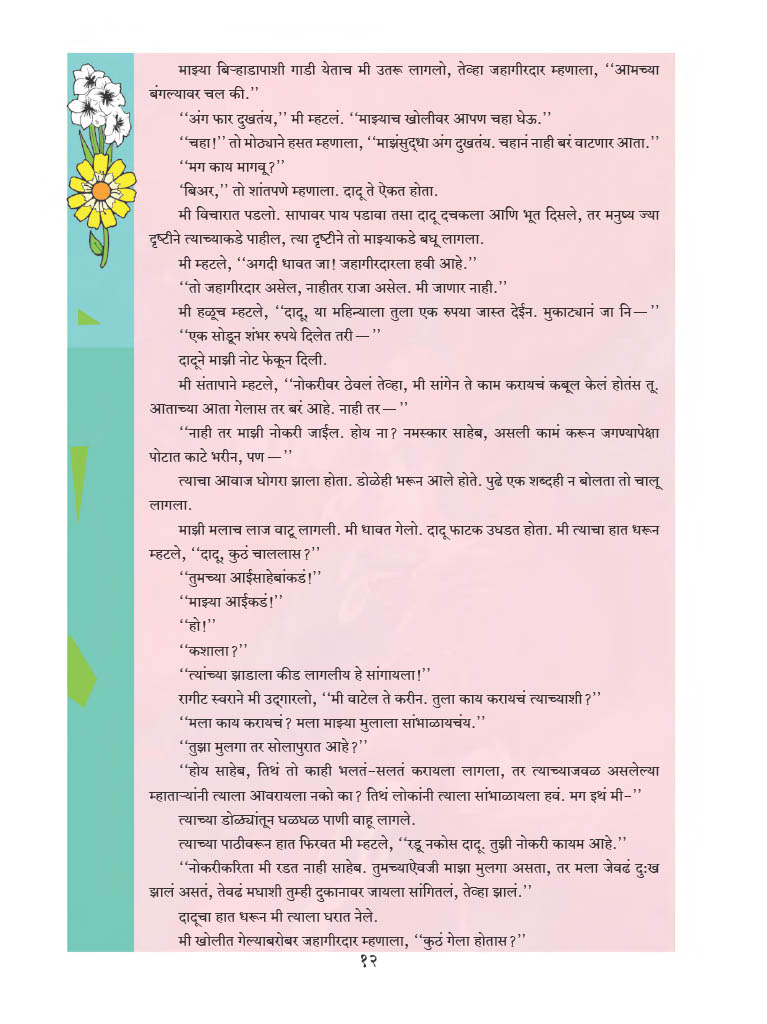 माझ्या बिऱ्हाडापाशी गाडी येताच मी उतरू लागलो, तेव्हा जहागीरदार म्हणाला, ‘‘आमच्या
बंगल्यावर चल की.’’
‘‘अंग फार दुखतंय,’’ मी म्हटलं. ‘‘माझ्याच खोलीवर आपण चहा घेऊ.’’
‘‘चहा!’’ तो मोठ्याने हसत म्हणाला, ‘‘माझंसुद्धा अंग दुखतंय. चहानं नाही बरं वाटणार आता.’’
‘‘मग काय मागवू?’’
‘बिअर,’’ तो शांतपणे म्हणाला. दादू ते ऐकत होता.
मी विचारात पडलो. सापावर पाय पडावा तसा दादू दचकला आणि भूत दिसले, तर मनुष्य ज्या
दृष्टीने त्याच्याकडे पाहील, त्या दृष्टीने तो माझ्याकडे बघू लागला.
मी म्हटले, ‘‘अगदी धावत जा! जहागीरदारला हवी आहे.’’
‘‘तो जहागीरदार असेल, नाहीतर राजा असेल. मी जाणार नाही.’’
मी हळूच म्हटले, ‘‘दादू, या महिन्याला तुला एक रुपया जास्त देईन. मुकाट्यानं जा नि—’’
‘‘एक सोडून शंभर रुपये दिलेत तरी—’’
दादूने माझी नोट फेकून दिली.
मी संतापाने म्हटले, ‘‘नोकरीवर ठेवलं तेव्हा, मी सांगेन ते काम करायचं कबूल केलं होतंस तू.
आताच्या आता गेलास तर बरं आहे. नाही तर—’’
‘‘नाही तर माझी नोकरी जाईल. होय ना? नमस्कार साहेब, असली कामं करून जगण्यापेक्षा
पोटात काटे भरीन, पण —’’
त्याचा आवाज घोगरा झाला होता. डोळेही भरून आले होते. पुढे एक शब्दही न बोलता तो चालू
लागला.
माझी मलाच लाज वाटू लागली. मी धावत गेलो. दादू फाटक उघडत होता. मी त्याचा हात धरून
म्हटले, ‘‘दादू, कुठं चाललास?’’
‘‘तुमच्या आईसाहेबांकडं!’’
‘‘माझ्या आईकडं!’’
‘‘हो!’’
‘‘कशाला?’’
‘‘त्यांच्या झाडाला कीड लागलीय हे सांगायला!’’
रागीट स्वराने मी उद्गारलो, ‘‘मी वाटेल ते करीन. तुला काय करायचं त्याच्याशी?’’
‘‘मला काय करायचं? मला माझ्या मुलाला सांभाळायचंय.’’
‘‘तुझा मुलगा तर सोलापुरात आहे?’’
‘‘होय साहेब, तिथं तो काही भलतं-सलतं करायला लागला, तर त्याच्याजवळ असलेल्या
म्हाताऱ्यांनी त्याला आवरायला नको का? तिथं लोकांनी त्याला सांभाळायला हवं. मग इथं मी-’’
त्याच्या डोळ्यांतून घळघळ पाणी वाहू लागले.
त्याच्या पाठीवरून हात फिरवत मी म्हटले, ‘‘रडू नकोस दादू. तुझी नोकरी कायम आहे.’’
‘‘नोकरीकरिता मी रडत नाही साहेब. तुमच्याऐवजी माझा मुलगा असता, तर मला जेवढं दुःख
झालं असतं, तेवढं मघाशी तुम्ही दुकानावर जायला सांगितलं, तेव्हा झालं.’’
दादूचा हात धरून मी त्याला घरात नेले.
मी खोलीत गेल्याबरोबर जहागीरदार म्हणाला, ‘‘कुठं गेला होतास?’’
१२